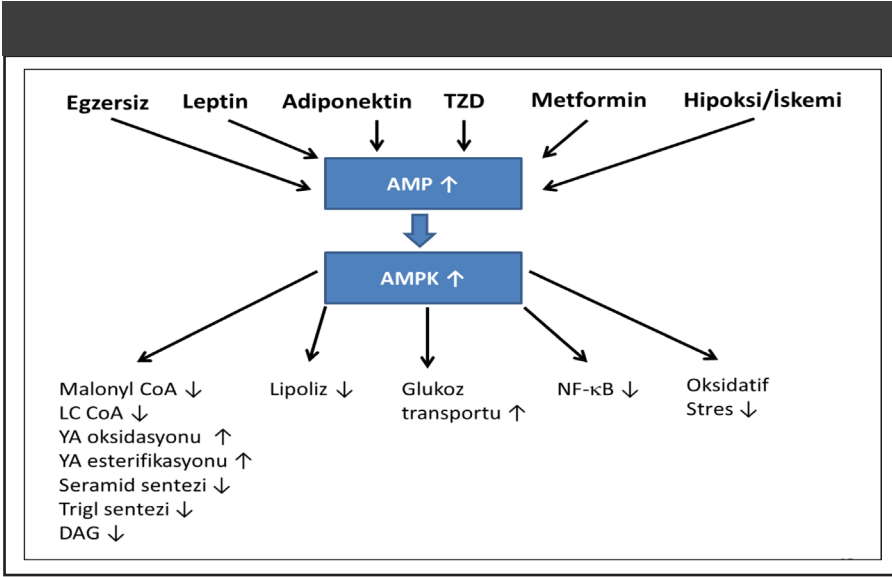 Egzersiz Leptin Adiponektin TZD Metformin Hipoksi/İskemi
AMP ↑
AMPK ↑
Malonyl CoA ↓
LC CoA ↓
YA oksidasyonu ↑
YA esterifikasyonu ↑
Seramid sentezi ↓
Trigl sentezi ↓
DAG ↓
Lipoliz ↓
Glukoz
transportu ↑
NF-κB ↓
Oksidatif
Stres ↓